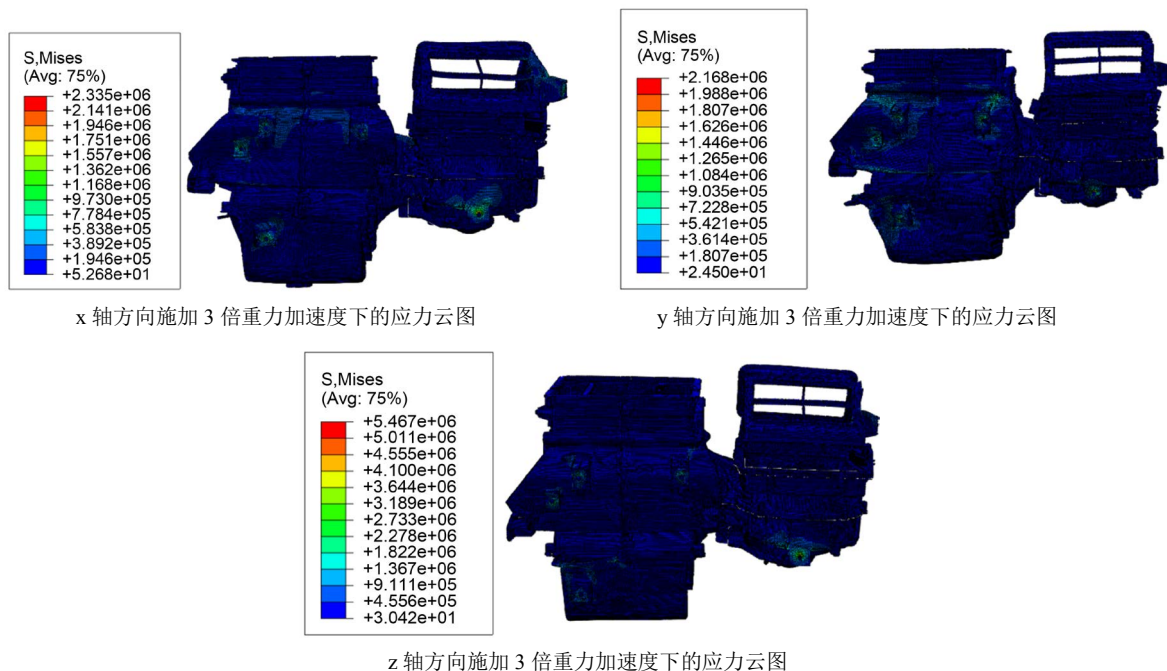 S,Mises
(Avg: 75%)
+2.335e+06
+2.141e+06
+1.946e+06
+1.751e+06
+1.557e+06
+1.362e+06
+1.168e+06
+9.730e+05
+7.784e+05
+5.838e+05
+3.892e+05
+1.946e+05
+5.268e+01
x 轴方向施加 3 倍重力加速度下的应力云图
S,Mises
(Avg: 75%)
+2.168e+06
+1.988e+06
+1.807e+06
+1.626e+06
+1.446e+06
+1.265e+06
+1.084e+06
+9.035e+05
+7.228e+05
+5.421e+05
+3.614e+05
+1.807e+05
+2.450e+01
y 轴方向施加 3 倍重力加速度下的应力云图
S,Mises
(Avg: 75%)
+5.467e+06
+5.011e+06
+4.555e+06
+4.100e+06
+3.644e+06
+3.189e+06
+2.733e+06
+2.278e+06
+1.822e+06
+1.367e+06
+9.111e+05
+4.556e+05
+3.042e+01
z 轴方向施加 3 倍重力加速度下的应力云图